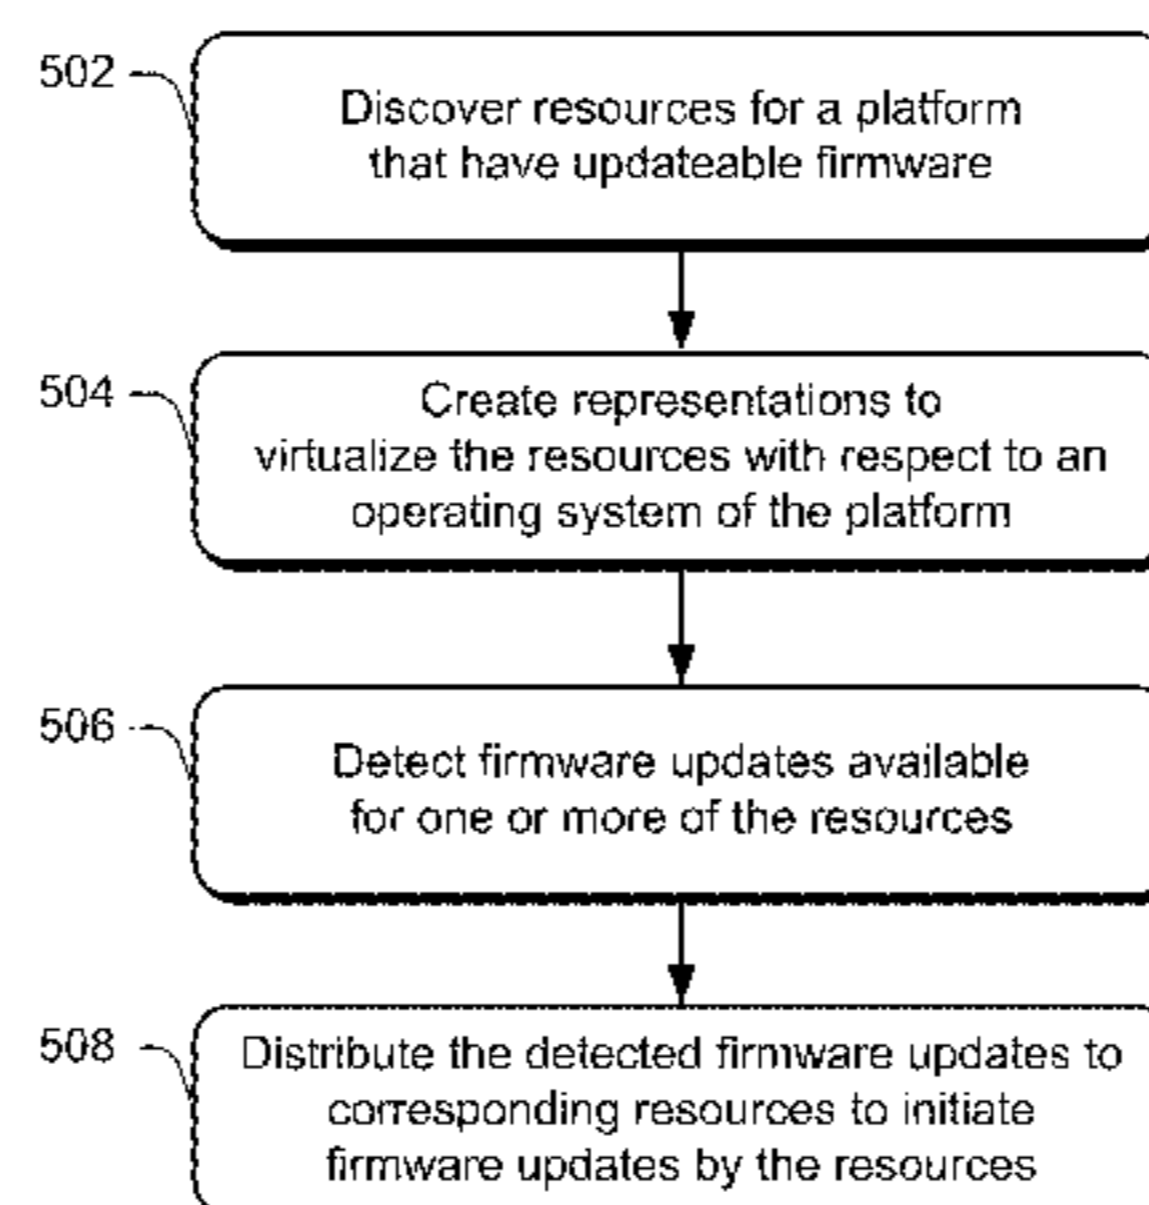 502
Discover resources for a platform
that have updateable firmware
504
Create representations to
virtualize the resources with respect to an
operating system of the platform
506
Detect firmware updates available
for one or more of the resources
508
Distribute the detected firmware updates to
corresponding resources to initiate
firmware updates by the resources